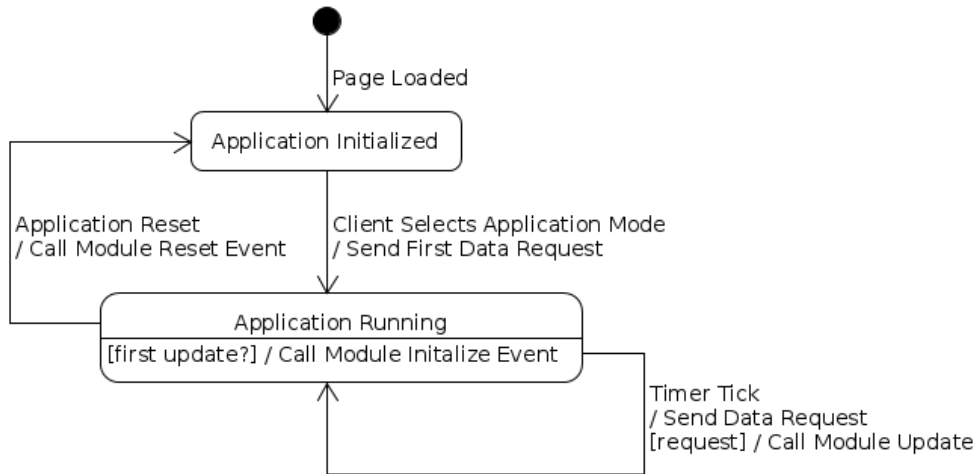 Page Loaded
Application Initialized
Application Reset
/ Call Module Reset Event
Client Selects Application Mode
/ Send First Data Request
Application Running
[first update?] / Call Module Initalize Event
Timer Tick
/ Send Data Request
[request] / Call Module Update